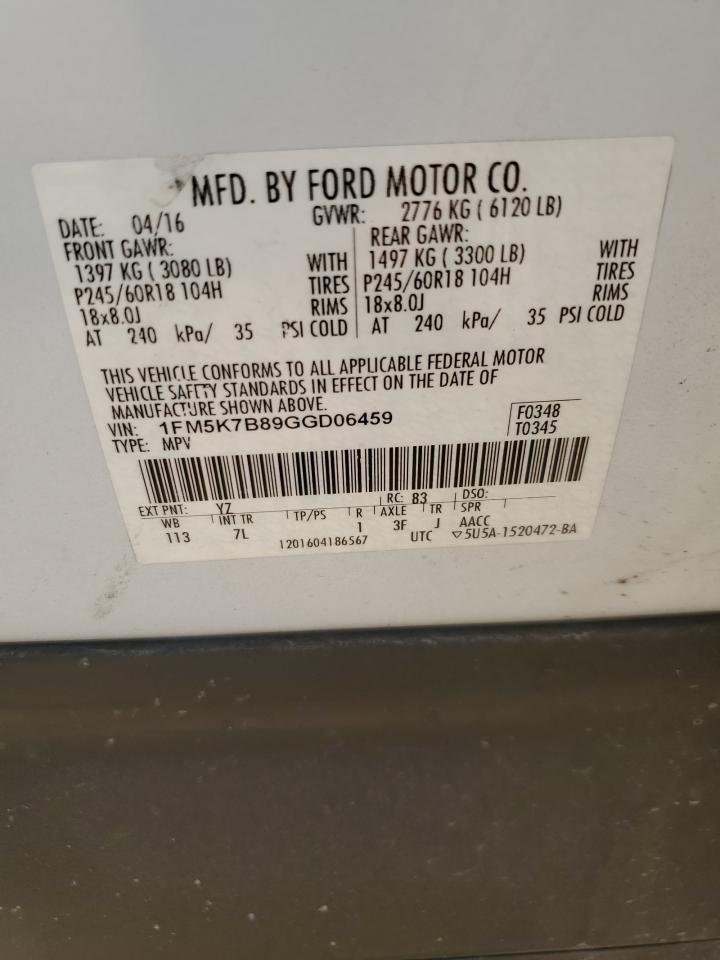 MFD. BY FORD MOTOR CO.
DATE: 04/16 GVWR: 2776 KG ( 6120 LB)
FRONT GAWR: REAR GAWR:
1397 KG ( 3080 LB) WITH 1497 KG ( 3300 LB) WITH
P245/60R18 104H TIRES P245/60R18 104H TIRES
18x8.0J RIMS 18x8.0J RIMS
AT 240 kPa/ 35 PSI COLD AT 240 kPa/ 35 PSI COLD
THIS VEHICLE CONFORMS TO ALL APPLICABLE FEDERAL MOTOR
VEHICLE SAFETY STANDARDS IN EFFECT ON THE DATE OF
MANUFACTURE SHOWN ABOVE.
VIN: 1FM5K7B89GGD06459 F0348
TYPE: MPV T0345
EXT PNT: YZ RC: 83 DSO:
WB INT TR TP/PS R AXLE TR SPR
113 7L 1 3F J AACC
1201604186567 UTC ▽5U5A-1520472-BA